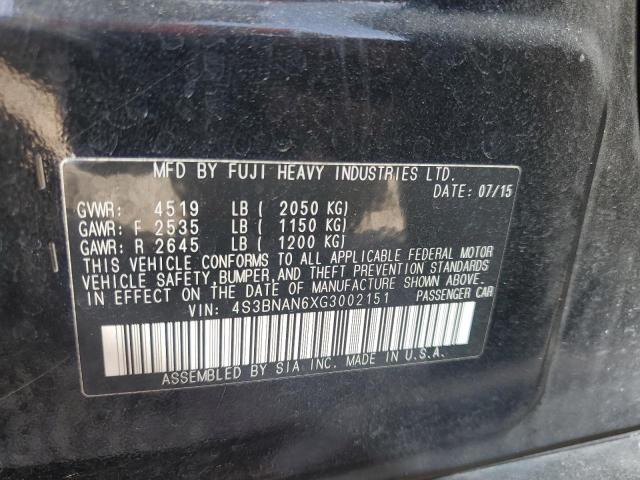 MFD BY FUJI HEAVY INDUSTRIES LTD.
DATE: 07/15
GVWR: 4519 LB ( 2050 KG)
GAWR: F 2535 LB ( 1150 KG)
GAWR: R 2645 LB ( 1200 KG)
THIS VEHICLE CONFORMS TO ALL APPLICABLE FEDERAL MOTOR
VEHICLE SAFETY, BUMPER, AND THEFT PREVENTION STANDARDS
IN EFFECT ON THE DATE OF MANUFACTURE SHOWN ABOVE.
VIN: 4S3BNAN6XG3002151 PASSENGER CAR
ASSEMBLED BY SIA INC. MADE IN U.S.A.